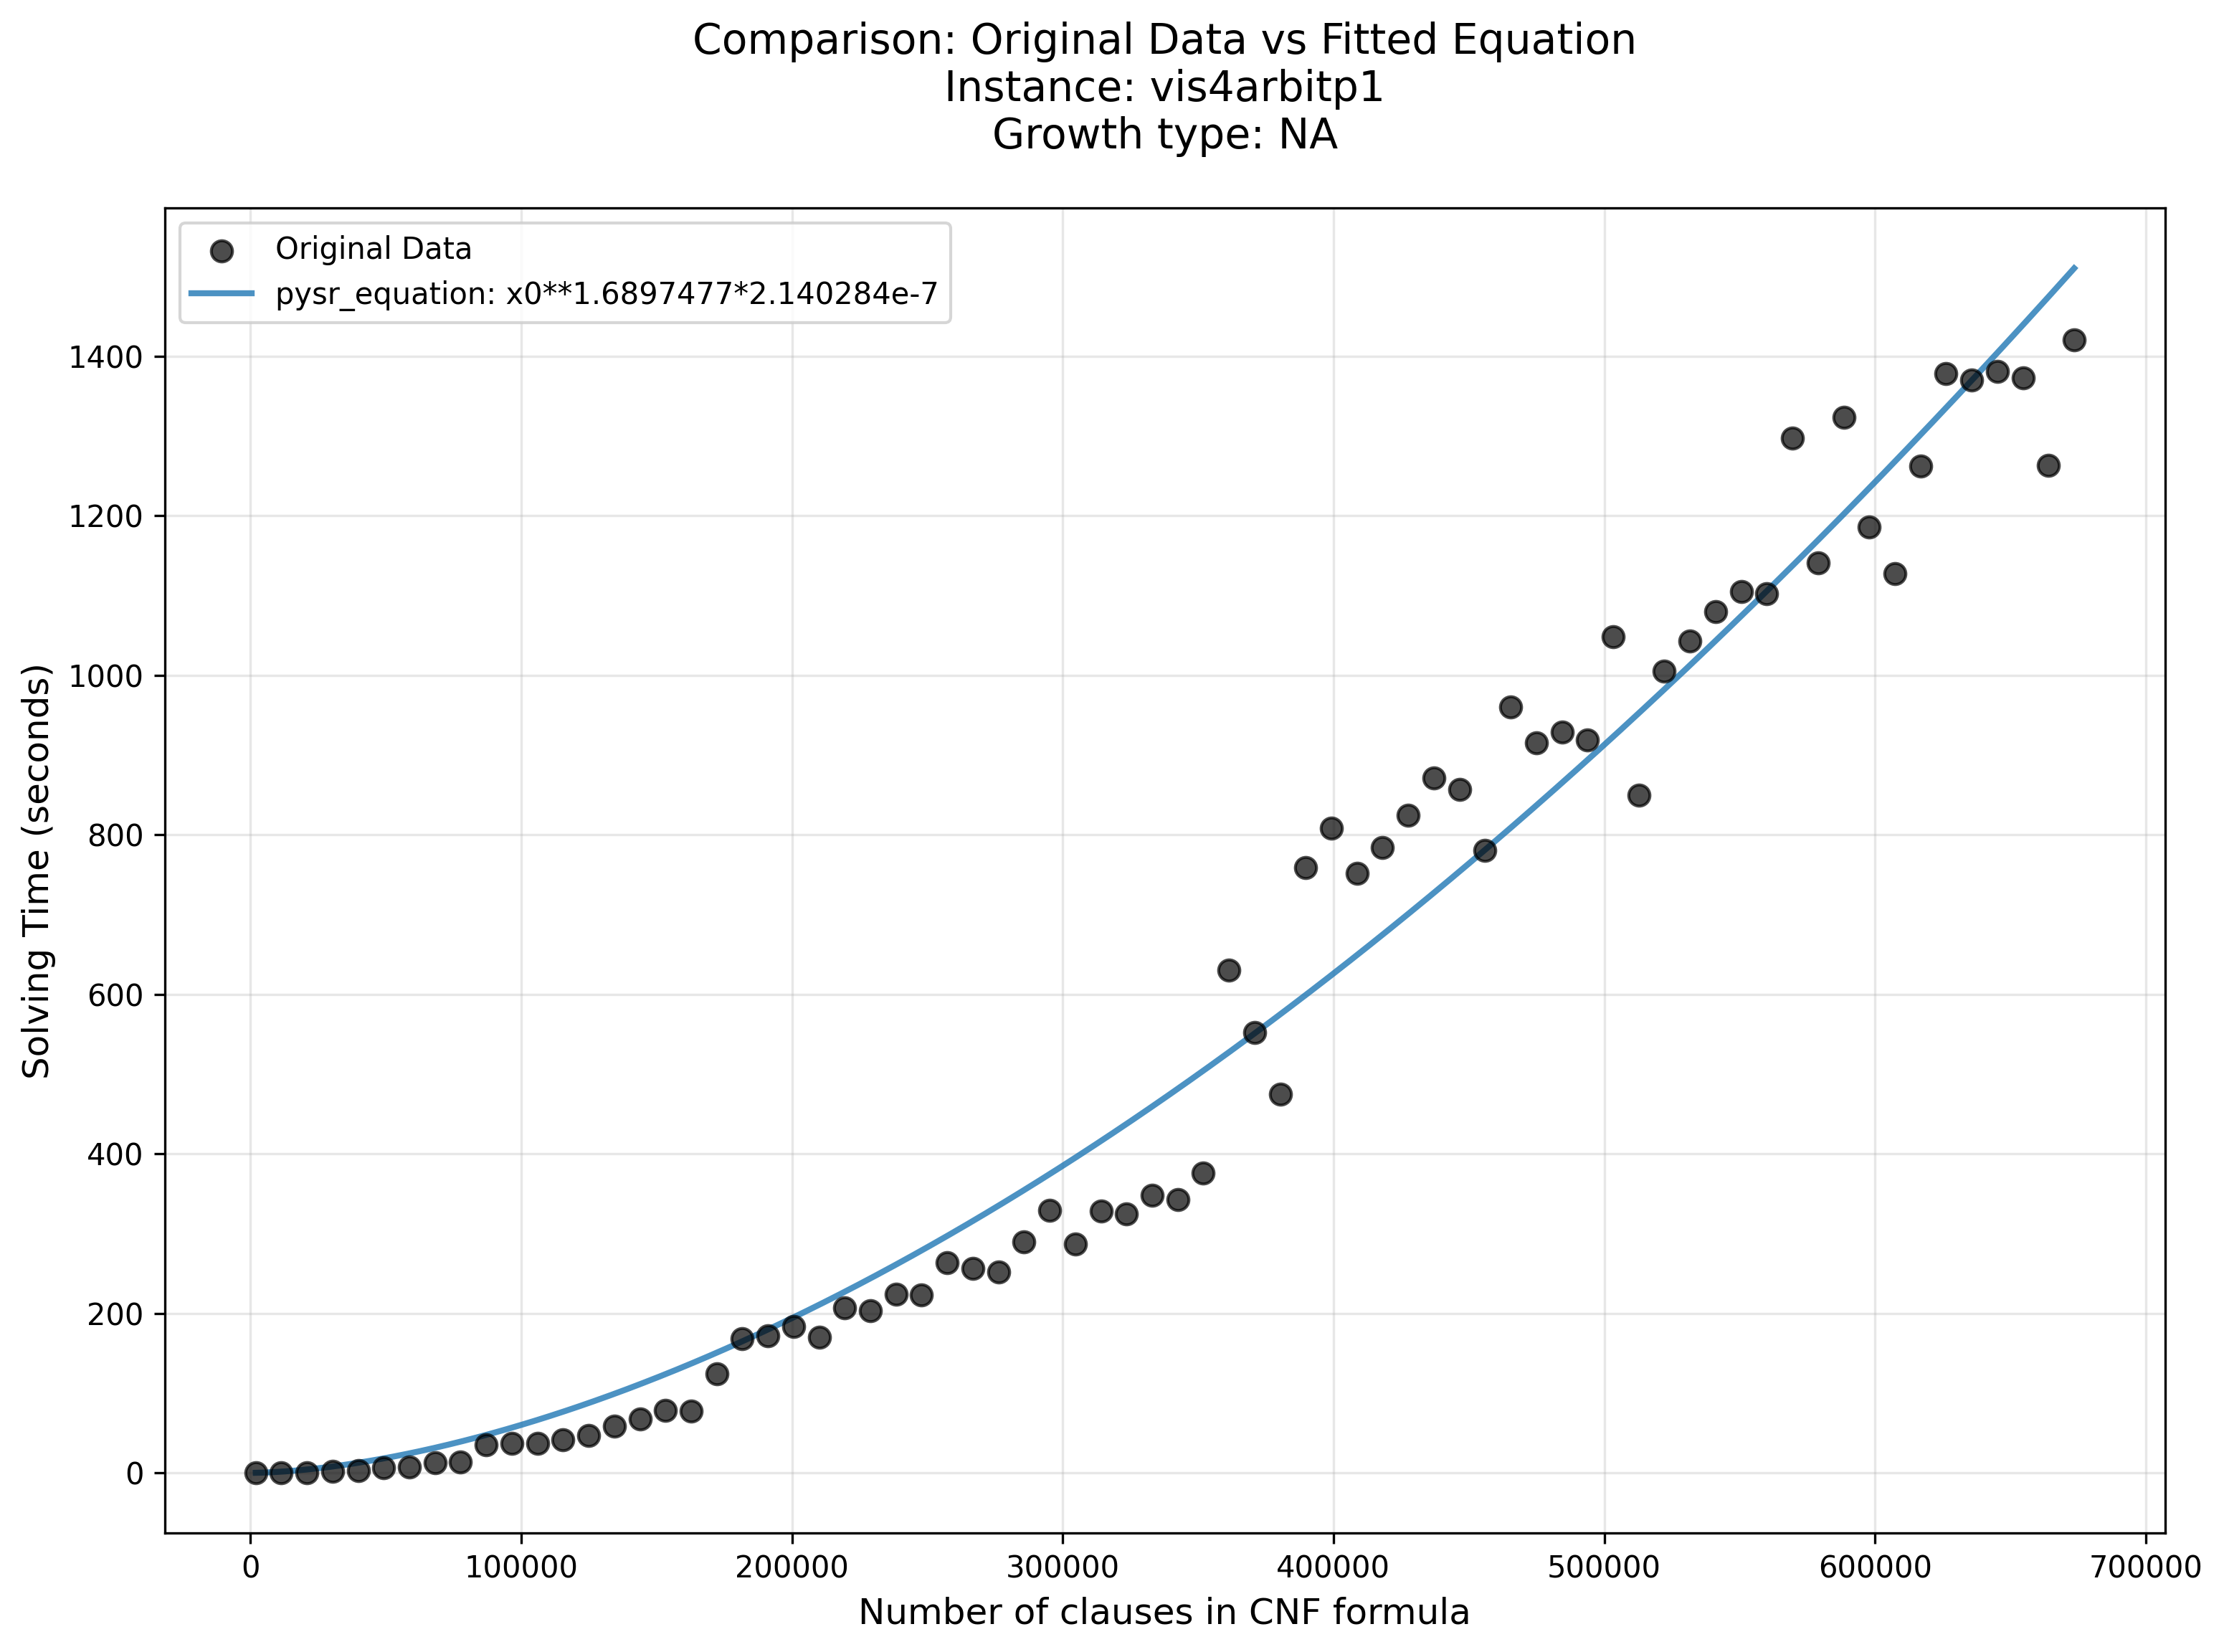 Comparison: Original Data vs Fitted Equation
Instance: vis4arbitp1
Growth type: NA
Original Data
pysr_equation: x0**1.6897477*2.140284e-7
Solving Time (seconds)
1400
1200
1000
800
600
400
200
0
0 100000 200000 300000 400000 500000 600000 700000
Number of clauses in CNF formula